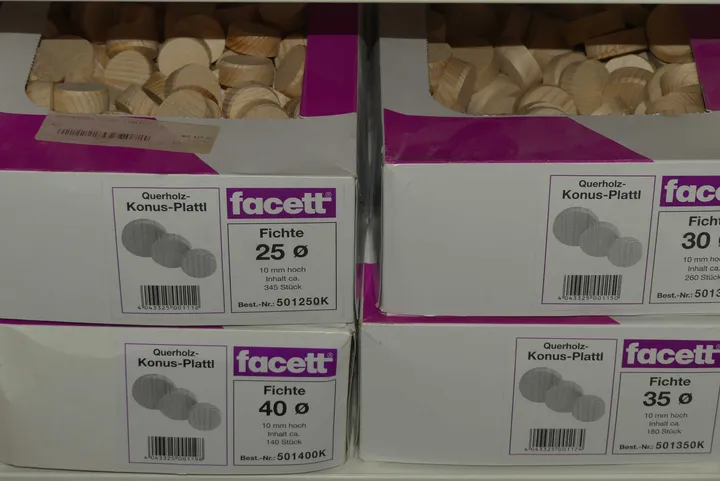 Querholz-
Konus-Plattl
facett®
Fichte
25 ø
10 mm hoch
Inhalt ca.
345 Stück
Best.-Nr.: 501250K
Querholz-
Konus-Plattl
facett
Fichte
30
10 mm hoch
Inhalt ca.
260 Stück
Best.-Nr.:
Querholz-
Konus-Plattl
facett®
Fichte
40 ø
10 mm hoch
Inhalt ca.
140 Stück
Best.-Nr.: 501400K
Querholz-
Konus-Plattl
facett
Fichte
35 ø
10 mm hoch
Inhalt ca.
180 Stück
Best.-Nr.: 501350K